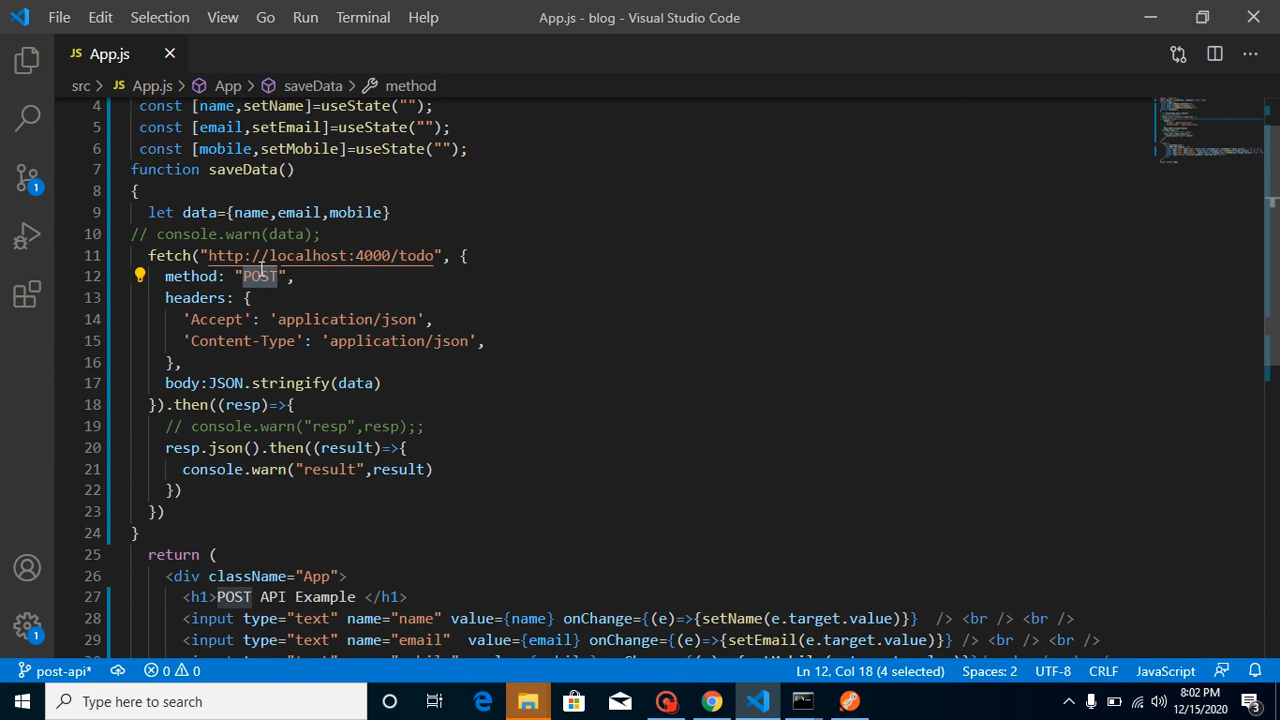 File Edit Selection View Go Run Terminal Help App.js - blog - Visual Studio Code
JS App.js
src > JS App.js > App > saveData > method
4 const [name,setName]=useState("");
5 const [email,setEmail]=useState("");
6 const [mobile,setMobile]=useState("");
7 function saveData()
8 {
9 let data={name,email,mobile}
10 // console.warn(data);
11 fetch("http://localhost:4000/todo", {
12 method: "POST",
13 headers: {
14 'Accept': 'application/json',
15 'Content-Type': 'application/json',
16 },
17 body:JSON.stringify(data)
18 }).then((resp)=>{
19 // console.warn("resp",resp);;
20 resp.json().then((result)=>{
21 console.warn("result",result)
22 })
23 })
24 }
25 return (
26 <div className="App">
27 <h1>POST API Example </h1>
28 <input type="text" name="name" value={name} onChange={(e)=>{setName(e.target.value)}} /> <br /> <br />
29 <input type="text" name="email" value={email} onChange={(e)=>{setEmail(e.target.value)}} /> <br /> <br />
1
1
post-api* 0 0 Ln 12, Col 18 (4 selected) Spaces: 2 UTF-8 CRLF JavaScript
Type here to search
8:02 PM
12/15/2020
3